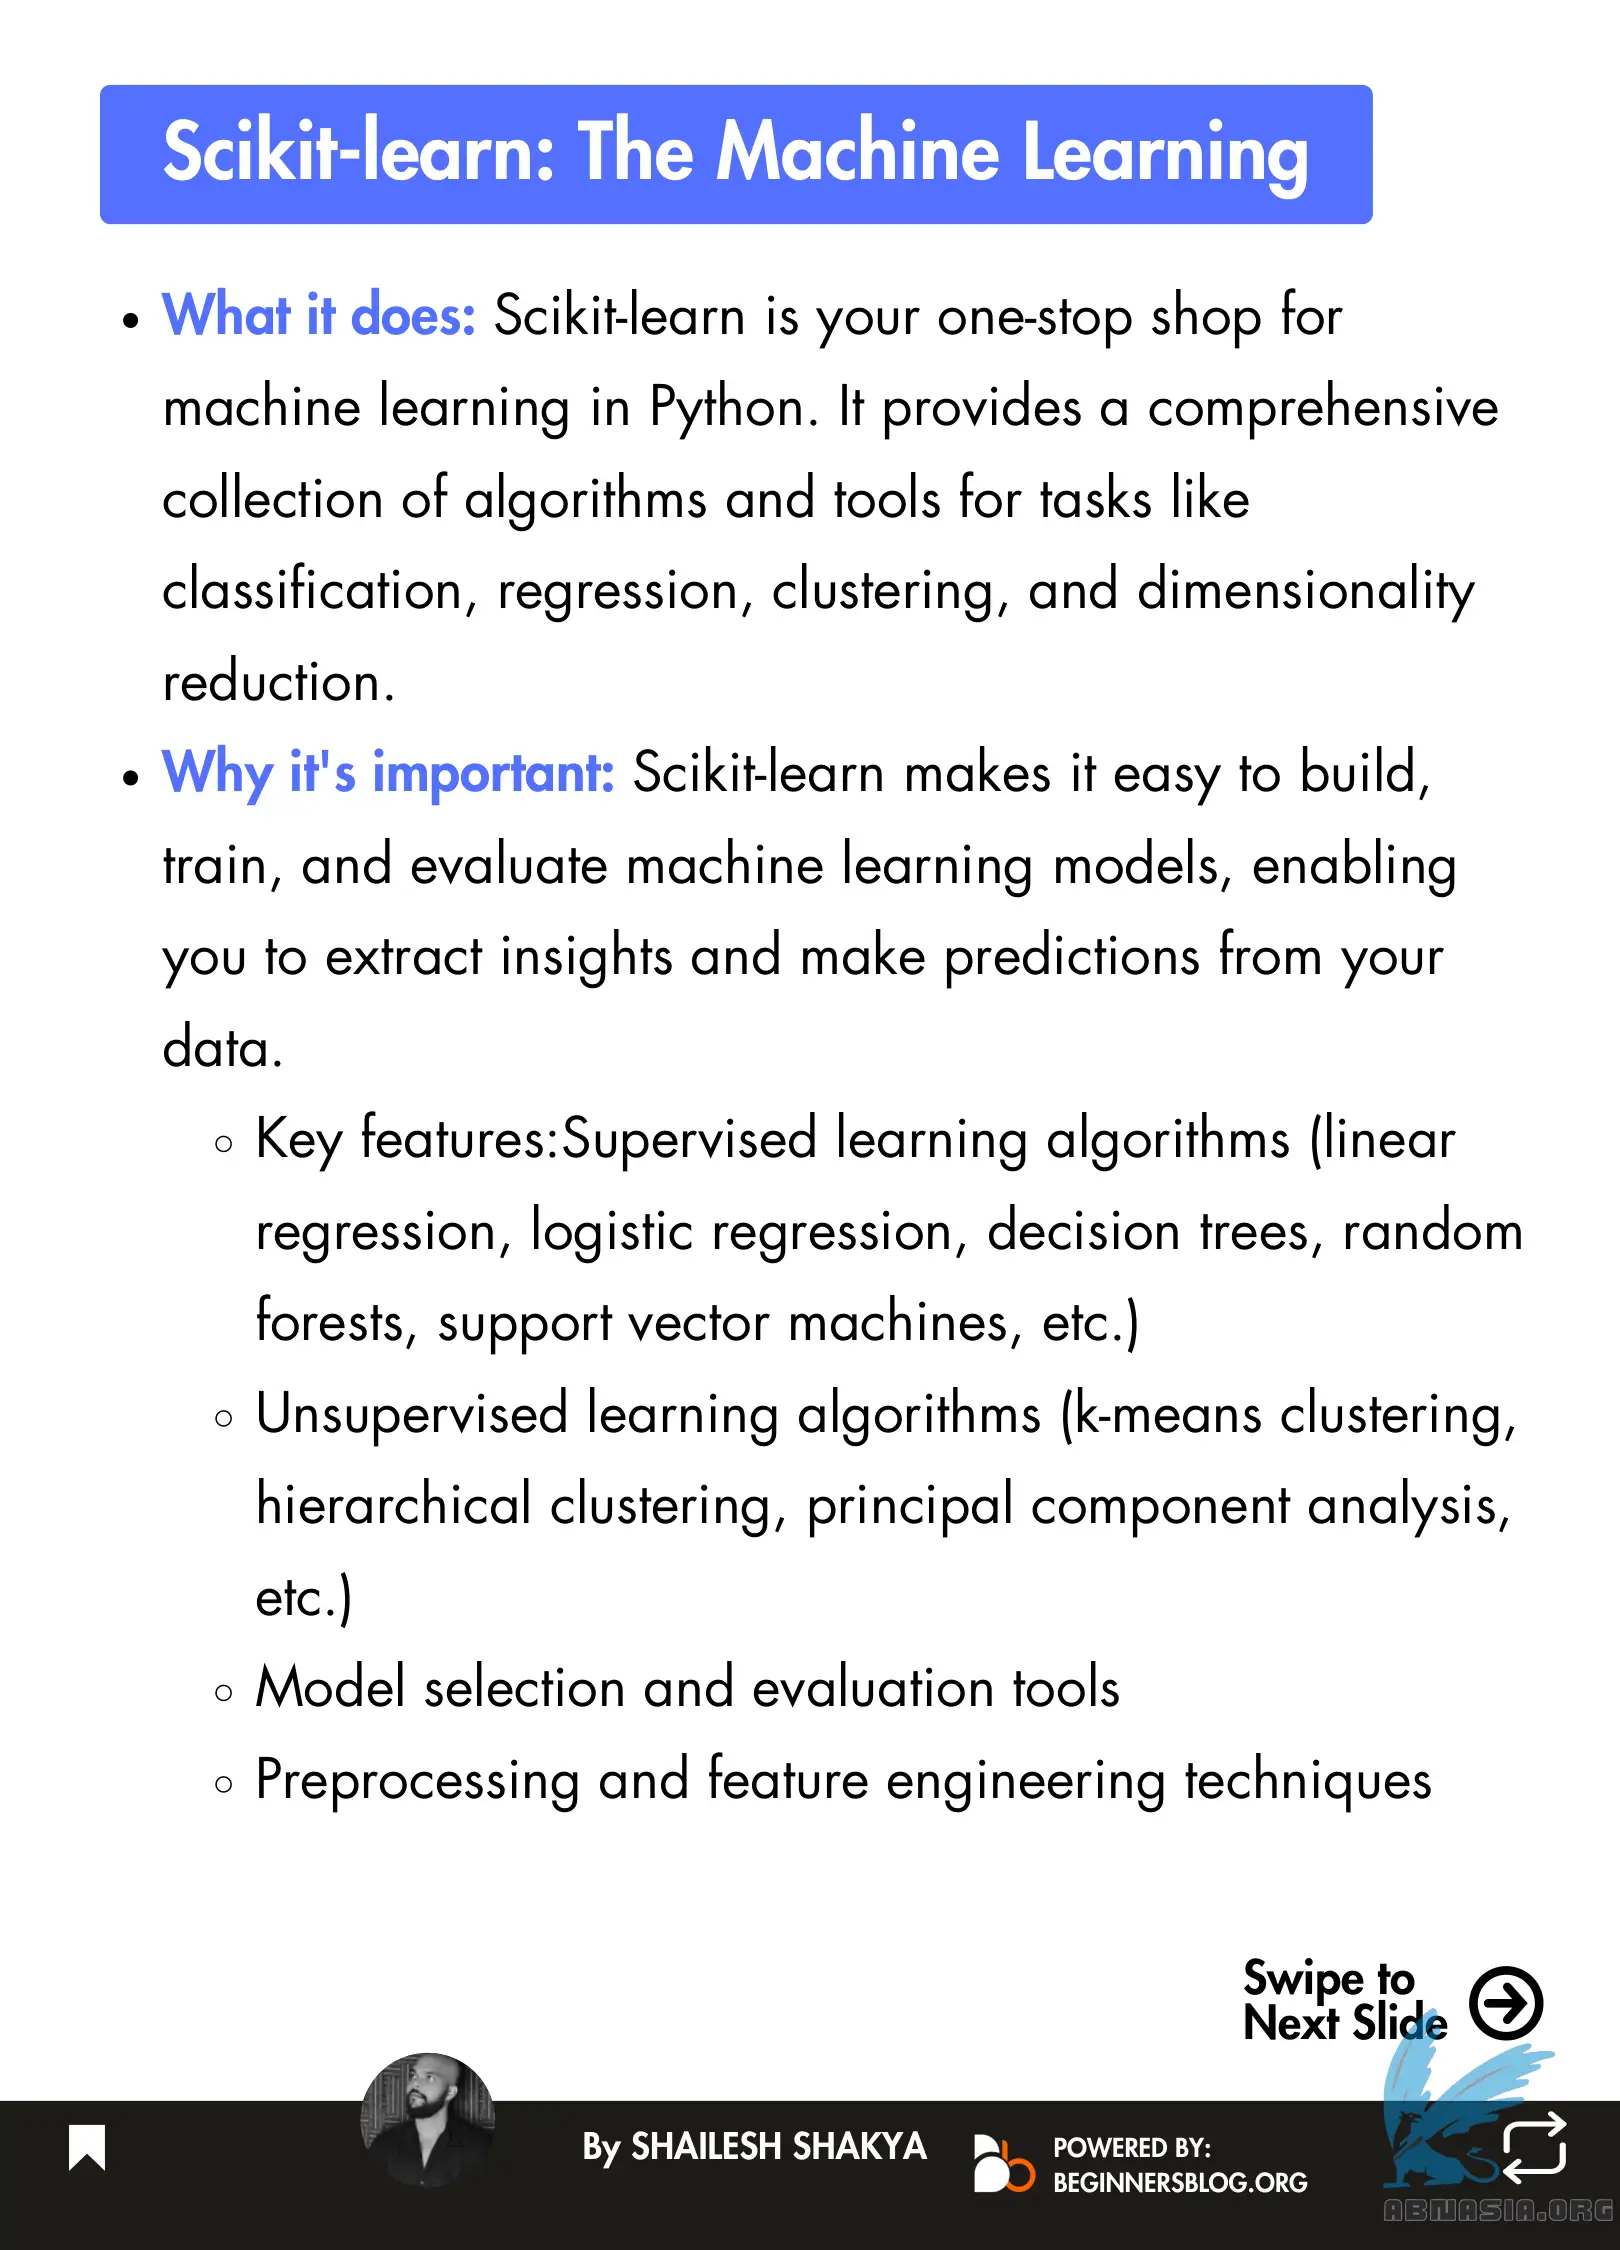 Scikit-learn: The Machine Learning
• What it does: Scikit-learn is your one-stop shop for
machine learning in Python. It provides a comprehensive
collection of algorithms and tools for tasks like
classification, regression, clustering, and dimensionality
reduction.
• Why it's important: Scikit-learn makes it easy to build,
train, and evaluate machine learning models, enabling
you to extract insights and make predictions from your
data.
◦ Key features:Supervised learning algorithms (linear
regression, logistic regression, decision trees, random
forests, support vector machines, etc.)
◦ Unsupervised learning algorithms (k-means clustering,
hierarchical clustering, principal component analysis,
etc.)
◦ Model selection and evaluation tools
◦ Preprocessing and feature engineering techniques
Swipe to
Next Slide
By SHAILESH SHAKYA
POWERED BY:
BEGINNERSBLOG.ORG
ABNASIA.ORG